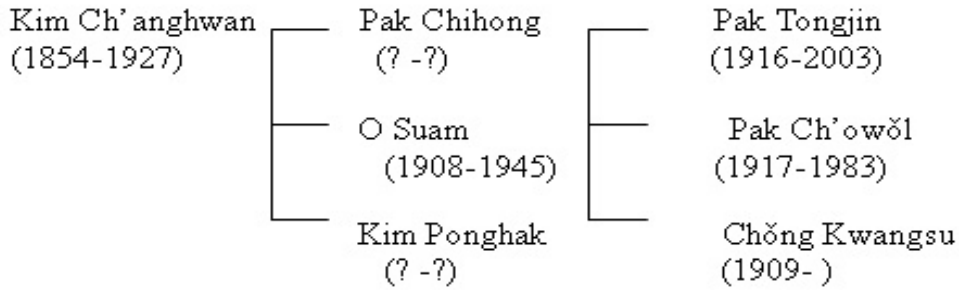 Kim Ch’anghwan
(1854-1927)
Pak Chihong
(? -?)
O Suam
(1908-1945)
Kim Ponghak
(? -?)
Pak Tongjin
(1916-2003)
Pak Ch’owŏl
(1917-1983)
Chŏng Kwangsu
(1909- )